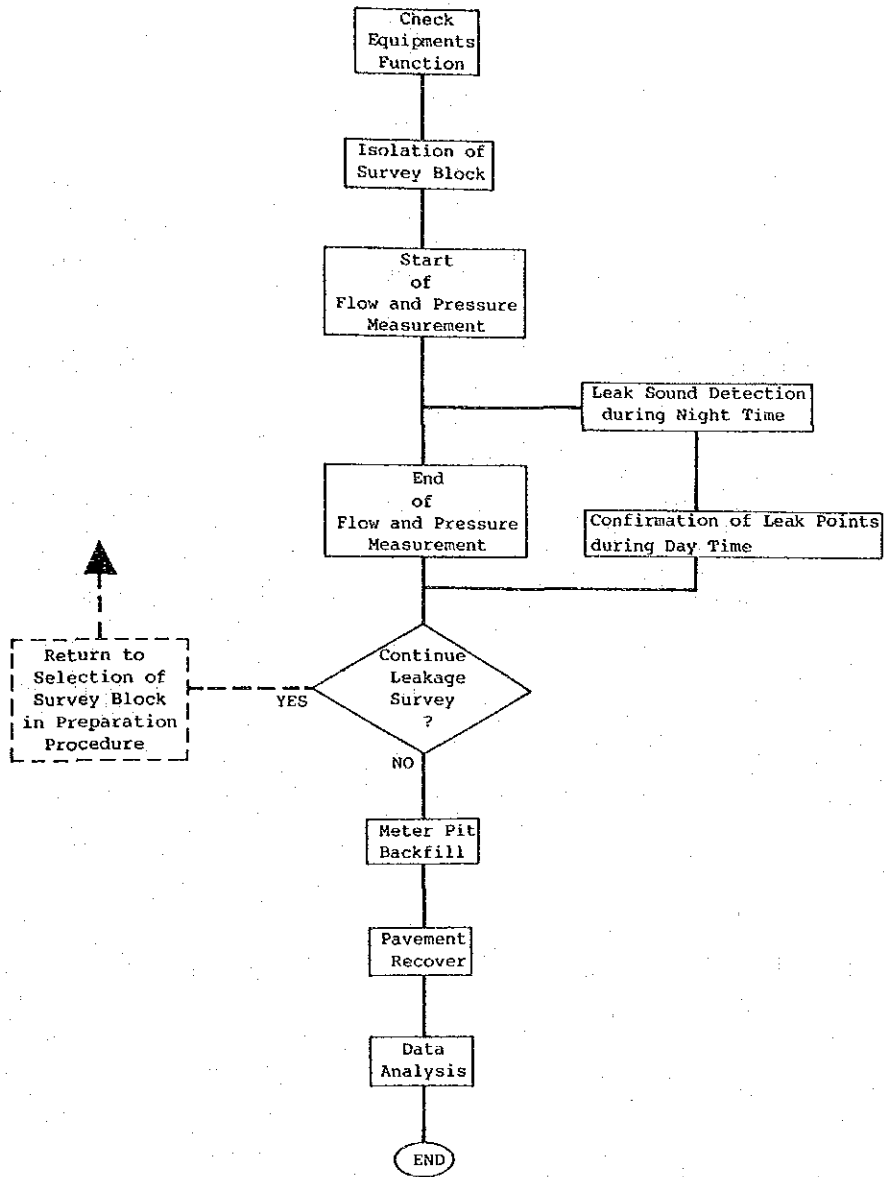 Check
Equipments
Function
Isolation of
Survey Block
Start
of
Flow and Pressure
Measurement
Leak Sound Detection
during Night Time
End
of
Flow and Pressure
Measurement
Confirmation of Leak Points
during Day Time
Continue
Leakage
Survey
?
YES
Return to
Selection of
Survey Block
in Preparation
Procedure
NO
Meter Pit
Backfill
Pavement
Recover
Data
Analysis
END